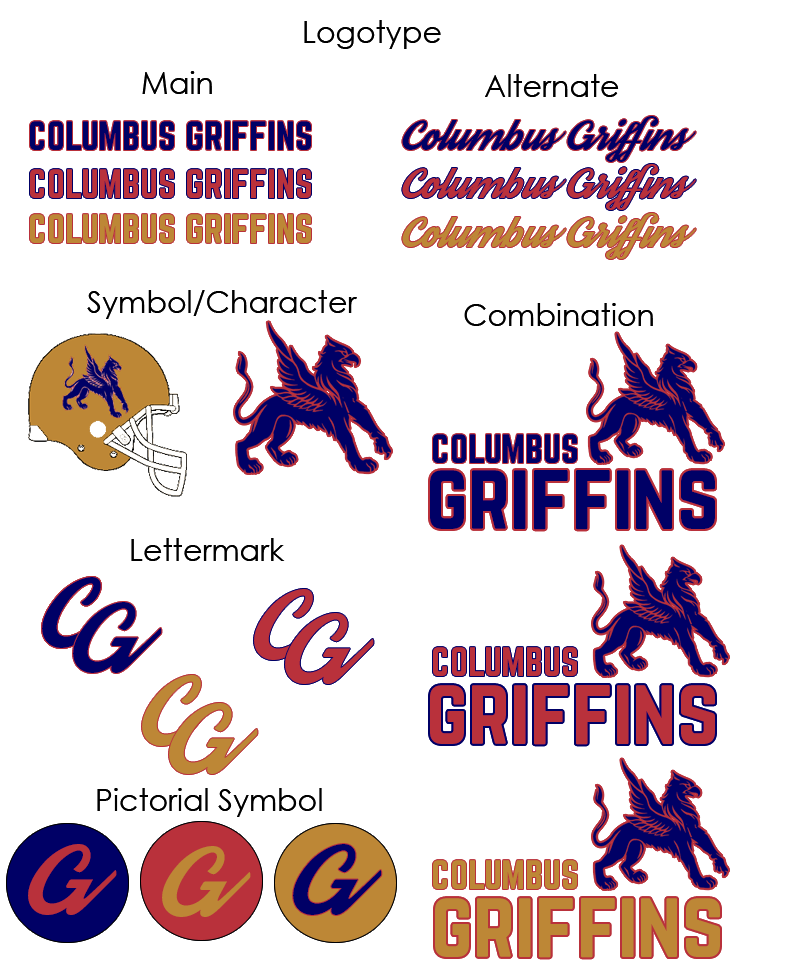 Logotype
Main
COLUMBUS GRIFFINS
COLUMBUS GRIFFINS
COLUMBUS GRIFFINS
Alternate
Columbus Griffins
Columbus Griffins
Columbus Griffins
Symbol/Character
Combination
COLUMBUS
GRIFFINS
COLUMBUS
GRIFFINS
COLUMBUS
GRIFFINS
Lettermark
CG
CG
CG
Pictorial Symbol
G
G
G